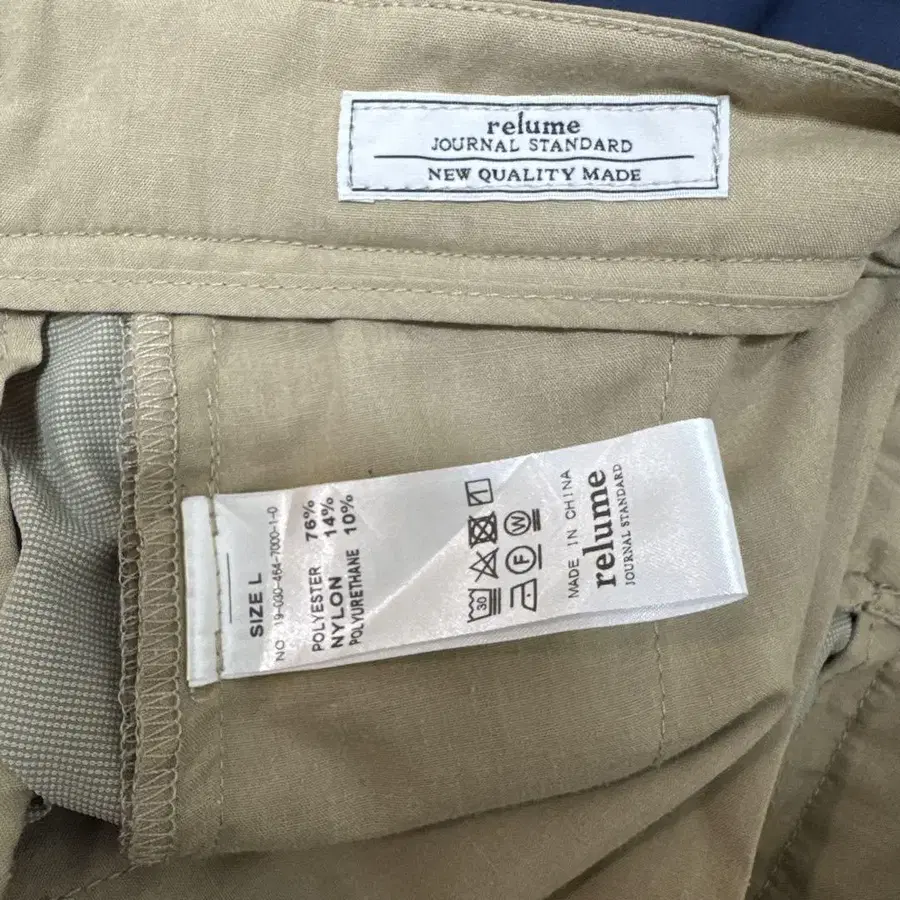 relume
JOURNAL STANDARD
NEW QUALITY MADE
SIZE L
NO 19-030-464-7000-1-0
POLYESTER 76%
NYLON 14%
POLYURETHANE 10%
30
F W
MADE IN CHINA
relume
JOURNAL STANDARD